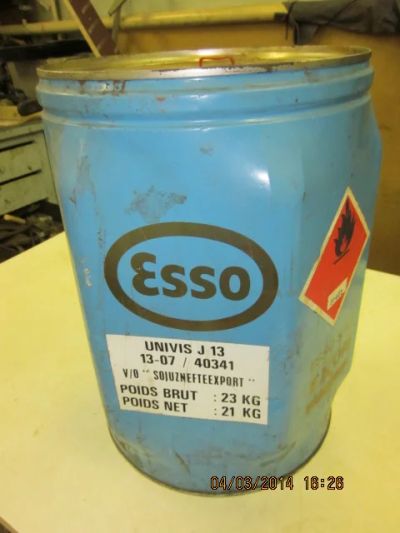 Esso
UNIVIS J 13
13-07 / 40341
V/O " SOJUZNEFTEEXPORT "
POIDS BRUT : 23 KG
POIDS NET : 21 KG
04/03/2014 16:26